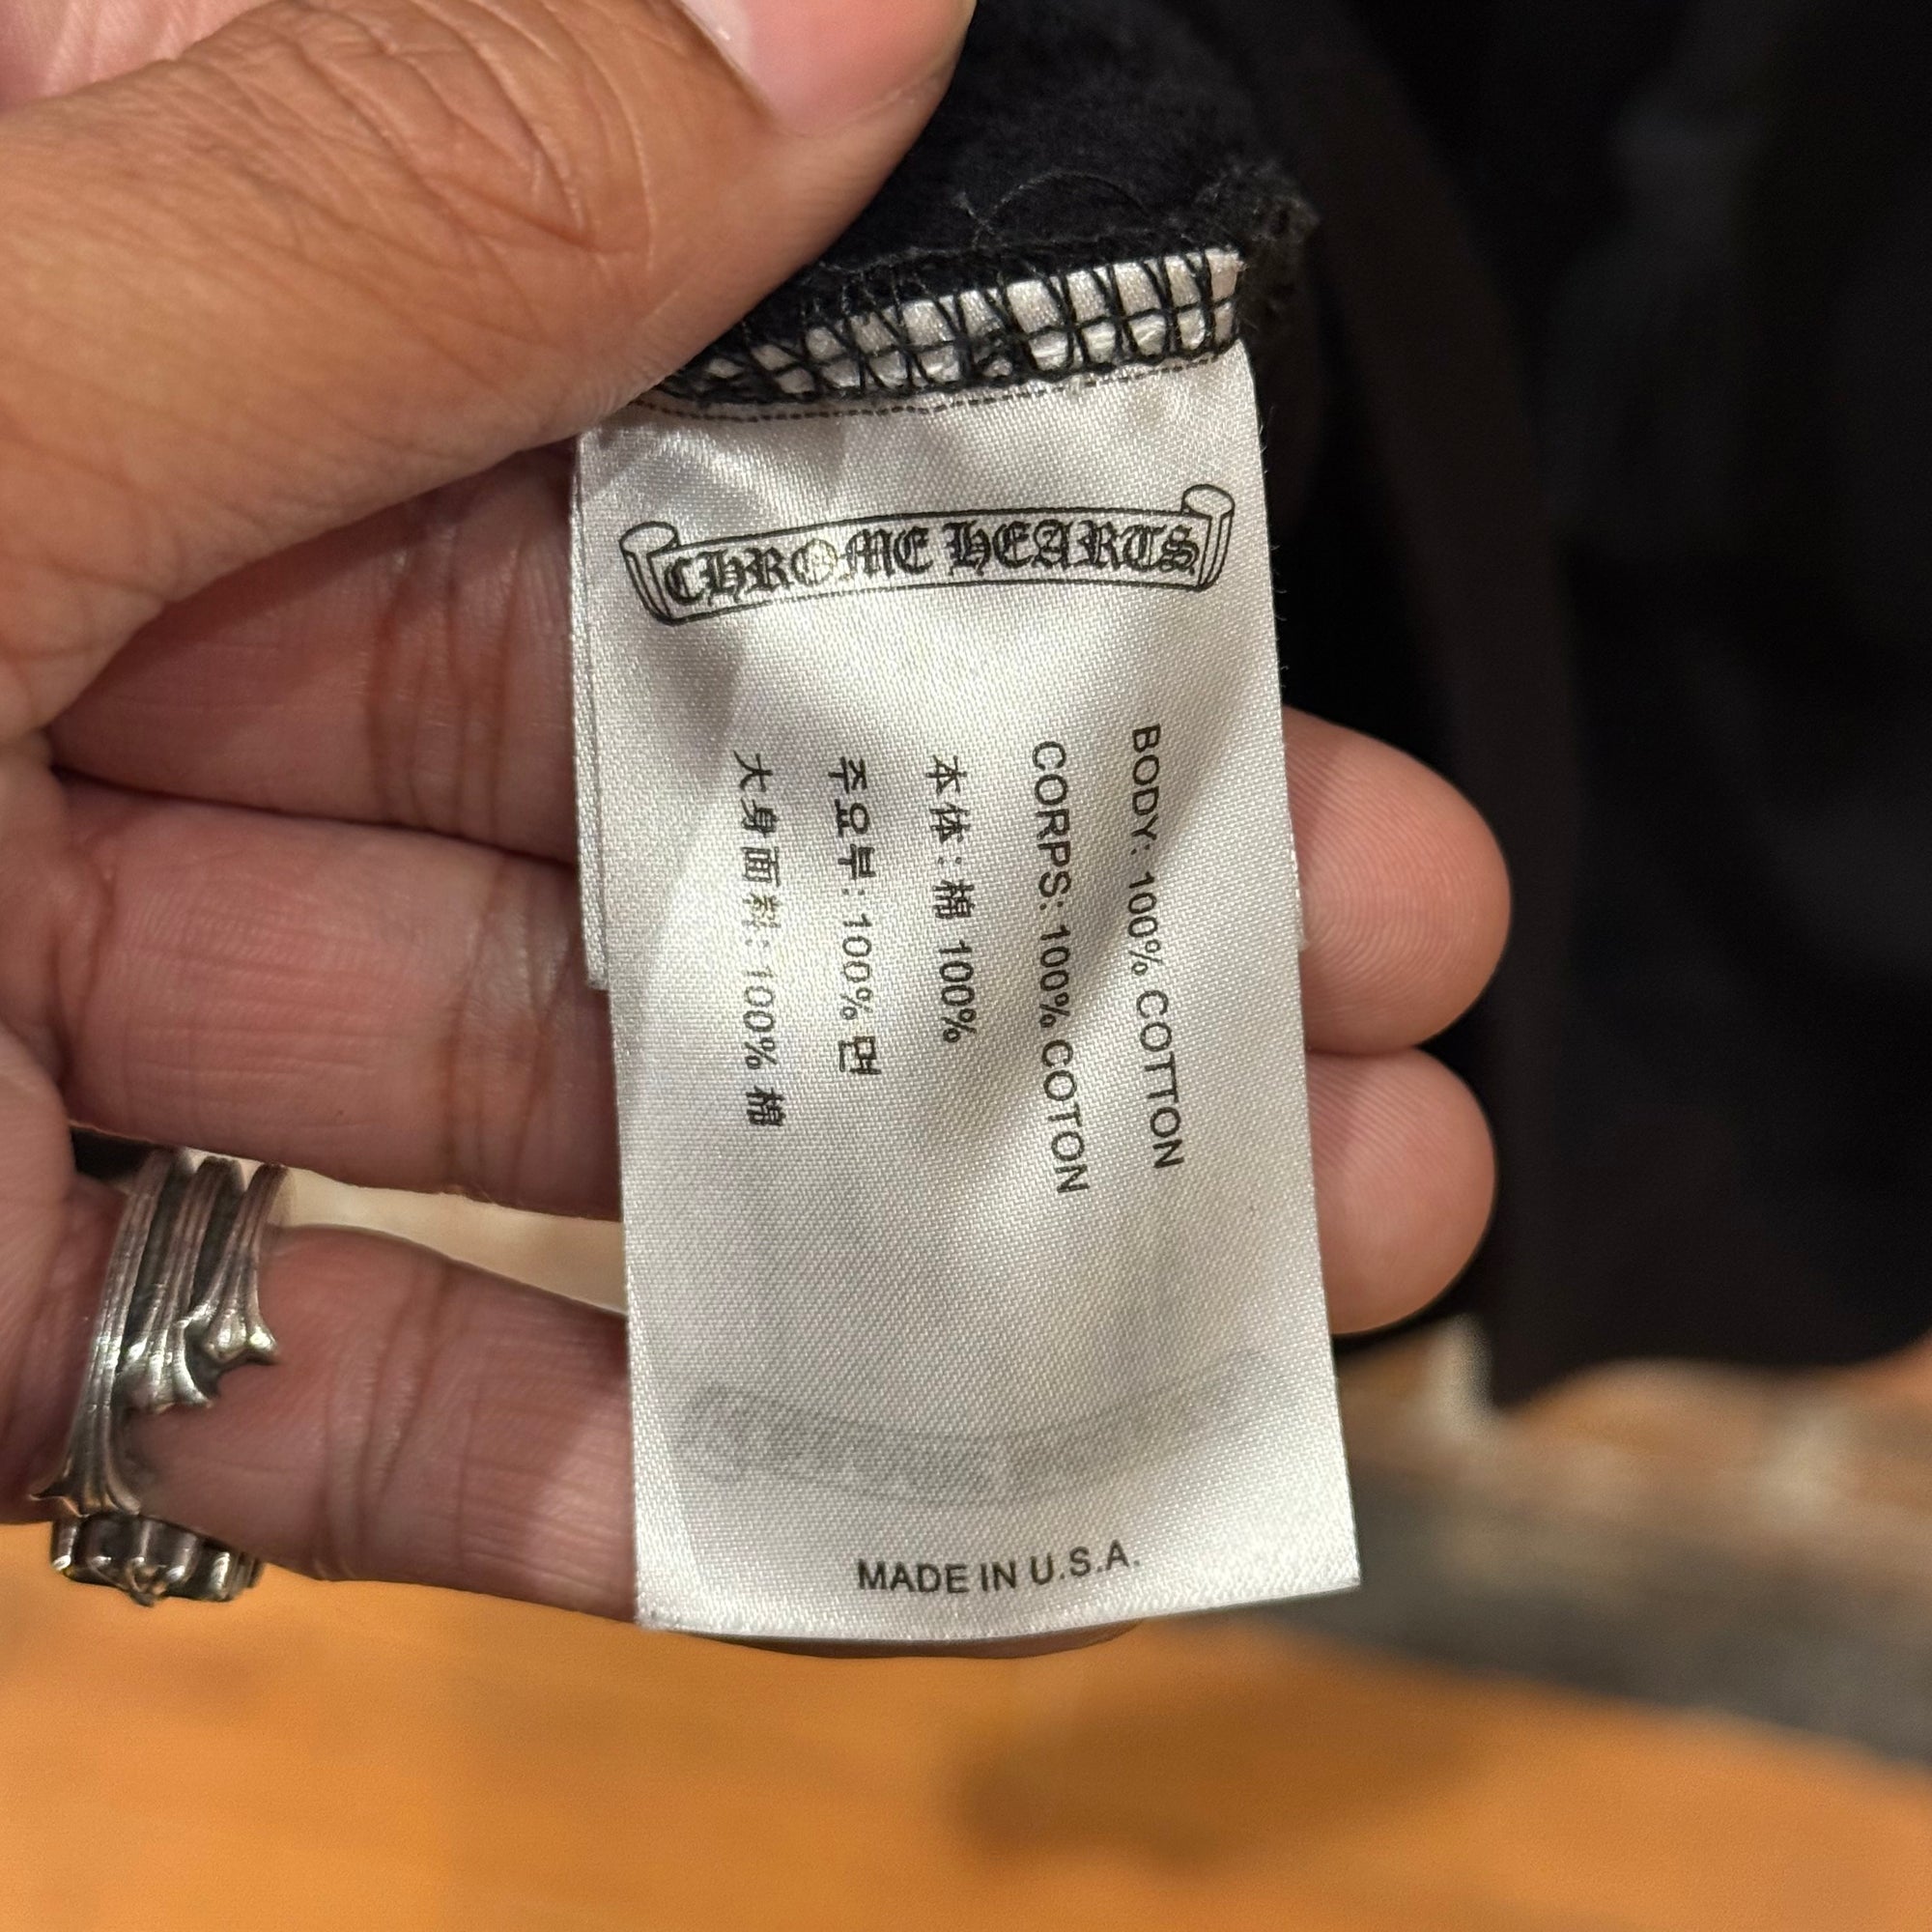 CHROME HEARTS
BODY: 100% COTTON
CORPS: 100% COTON
本体: 棉 100%
주요부: 100% 면
大身面料: 100% 棉
MADE IN U.S.A.